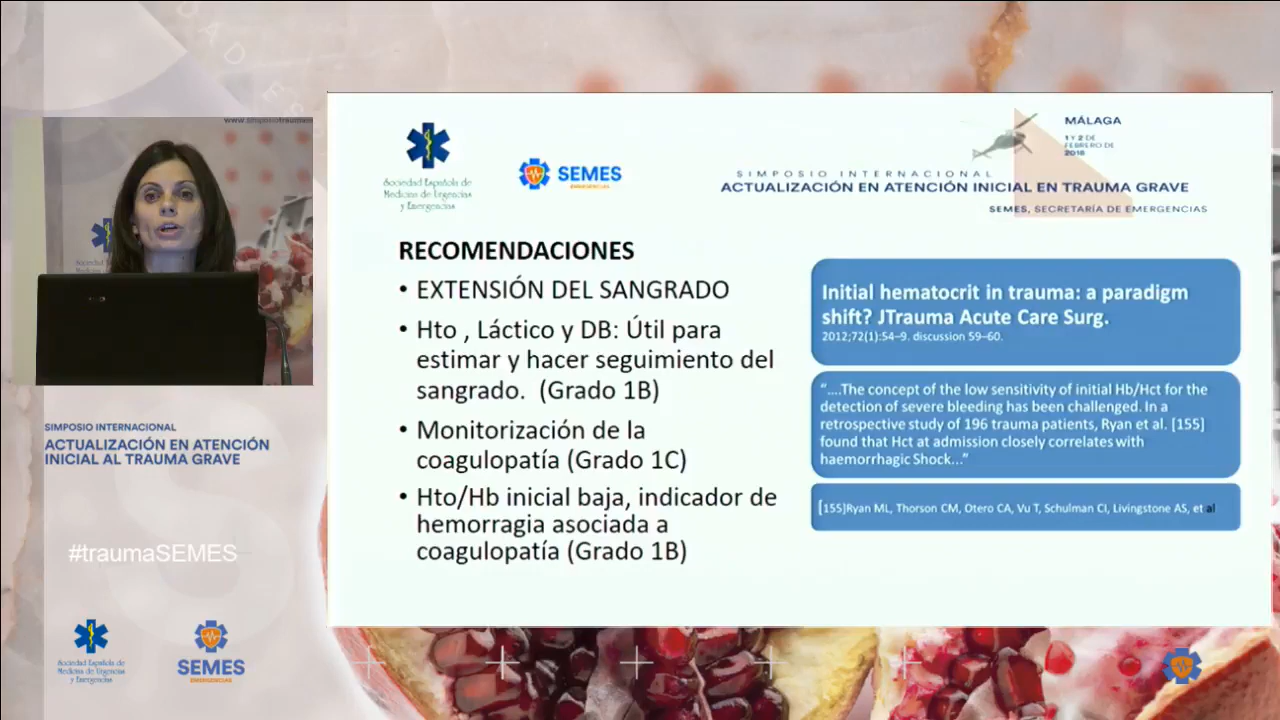 www.simposiotraumase
SIMPOSIO INTERNACIONAL
ACTUALIZACIÓN EN ATENCIÓN
INICIAL AL TRAUMA GRAVE
#traumaSEMES
Sociedad Española de
Medicina de Urgencias
y Emergencias
SEMES
EMERGENCIAS
Sociedad Española de
Medicina de Urgencias
y Emergencias
SEMES
EMERGENCIAS
MÁLAGA
1 Y 2 DE
FEBRERO DE
2018
SIMPOSIO INTERNACIONAL
ACTUALIZACIÓN EN ATENCIÓN INICIAL EN TRAUMA GRAVE
SEMES, SECRETARÍA DE EMERGENCIAS
RECOMENDACIONES
• EXTENSIÓN DEL SANGRADO
• Hto , Láctico y DB: Útil para
estimar y hacer seguimiento del
sangrado. (Grado 1B)
• Monitorización de la
coagulopatía (Grado 1C)
• Hto/Hb inicial baja, indicador de
hemorragia asociada a
coagulopatía (Grado 1B)
Initial hematocrit in trauma: a paradigm
shift? JTrauma Acute Care Surg.
2012;72(1):54–9. discussion 59–60.
“....The concept of the low sensitivity of initial Hb/Hct for the
detection of severe bleeding has been challenged. In a
retrospective study of 196 trauma patients, Ryan et al. [155]
found that Hct at admission closely correlates with
haemorrhagic Shock...”
[155]Ryan ML, Thorson CM, Otero CA, Vu T, Schulman CI, Livingstone AS, et al